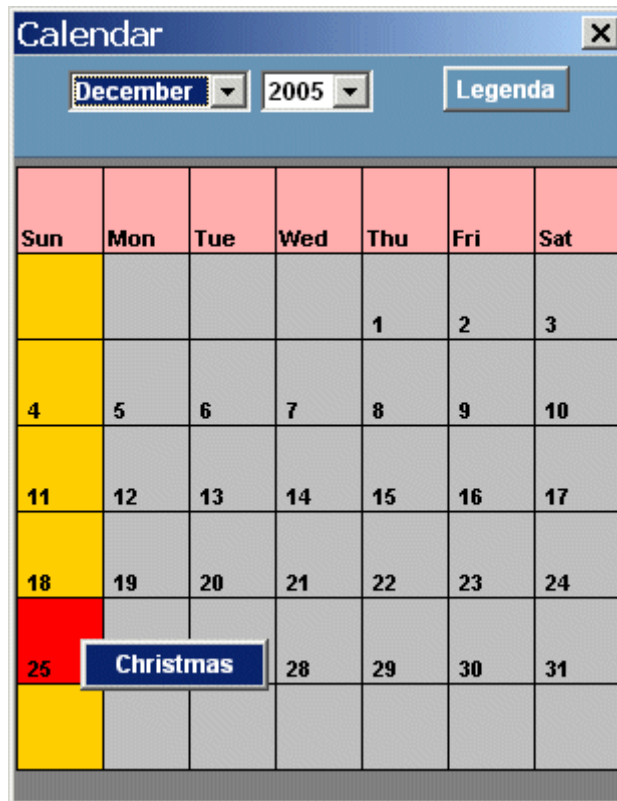 Calendar
December 2005 Legenda
Sun Mon Tue Wed Thu Fri Sat
1 2 3
4 5 6 7 8 9 10
11 12 13 14 15 16 17
18 19 20 21 22 23 24
25 Christmas 28 29 30 31